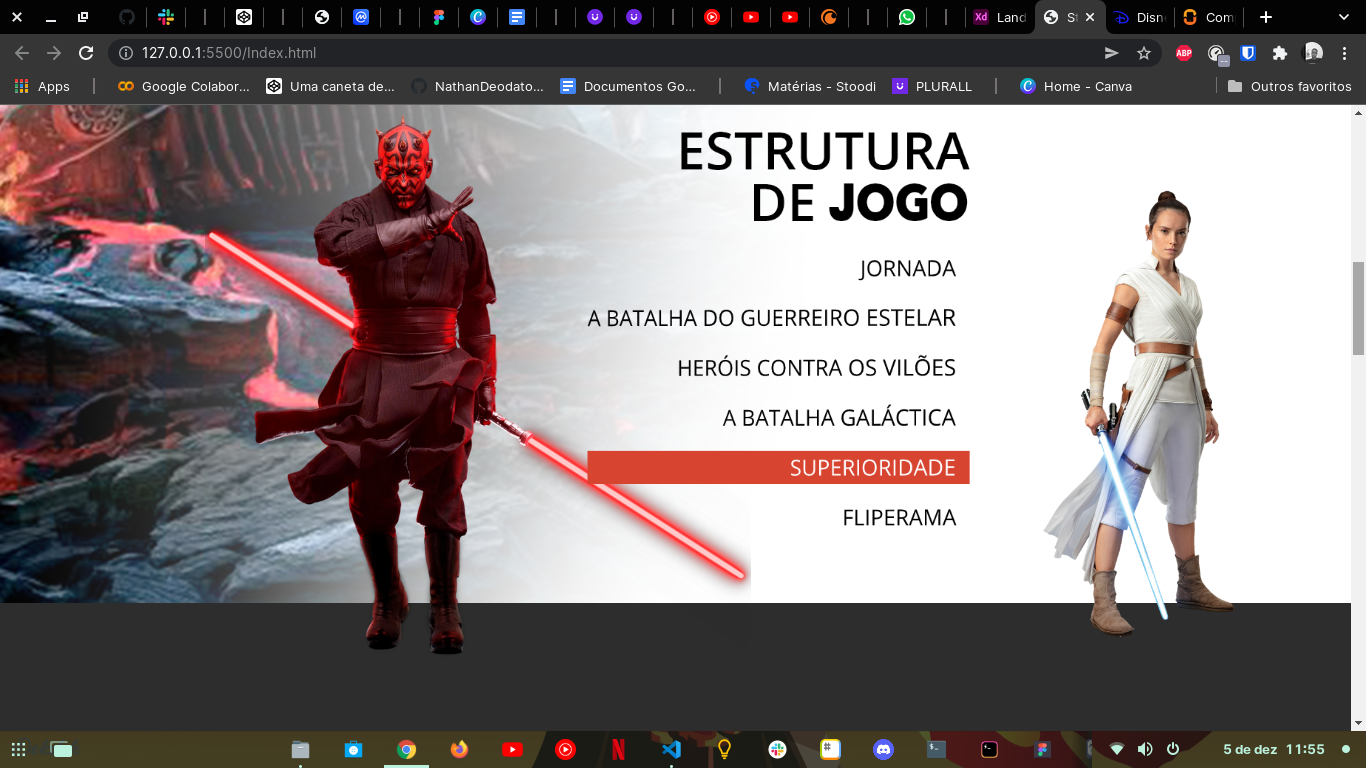 Xd
Land
St
Disn
Com
127.0.0.1:5500/Index.html
ABP
Apps
Google Colabor...
Uma caneta de...
NathanDeodato...
Documentos Go...
Matérias - Stoodi
PLURALL
Home - Canva
Outros favoritos
ESTRUTURA
DE JOGO
JORNADA
A BATALHA DO GUERREIRO ESTELAR
HERÓIS CONTRA OS VILÕES
A BATALHA GALÁCTICA
SUPERIORIDADE
FLIPERAMA
5 de dez 11:55